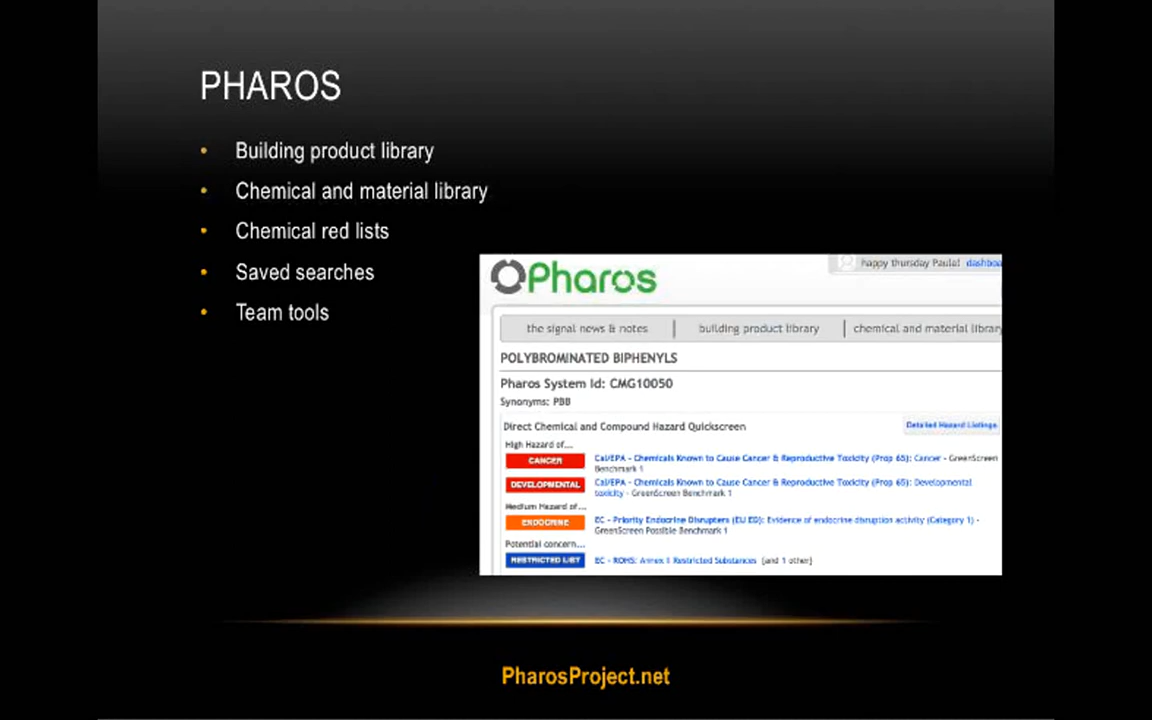 PHAROS
• Building product library
• Chemical and material library
• Chemical red lists
• Saved searches
• Team tools
Pharos
happy thursday Paula! dashboa
the signal news & notes | building product library | chemical and material library
POLYBROMINATED BIPHENYLS
Pharos System Id: CMG10050
Synonyms: PBB
Direct Chemical and Compound Hazard Quickscreen
Detailed Hazard Listings
High Hazard of...
CANCER
Cal/EPA - Chemicals Known to Cause Cancer & Reproductive Toxicity (Prop 65): Cancer - GreenScreen
Benchmark 1
DEVELOPMENTAL
Cal/EPA - Chemicals Known to Cause Cancer & Reproductive Toxicity (Prop 65): Developmental
toxicity - GreenScreen Benchmark 1
Medium Hazard of...
ENDOCRINE
EC - Priority Endocrine Disrupters (EU ED): Evidence of endocrine disruption activity (Category 1) -
GreenScreen Possible Benchmark 1
Potential concern...
RESTRICTED LIST
EC - ROHS: Annex 1 Restricted Substances (and 1 other)
PharosProject.net